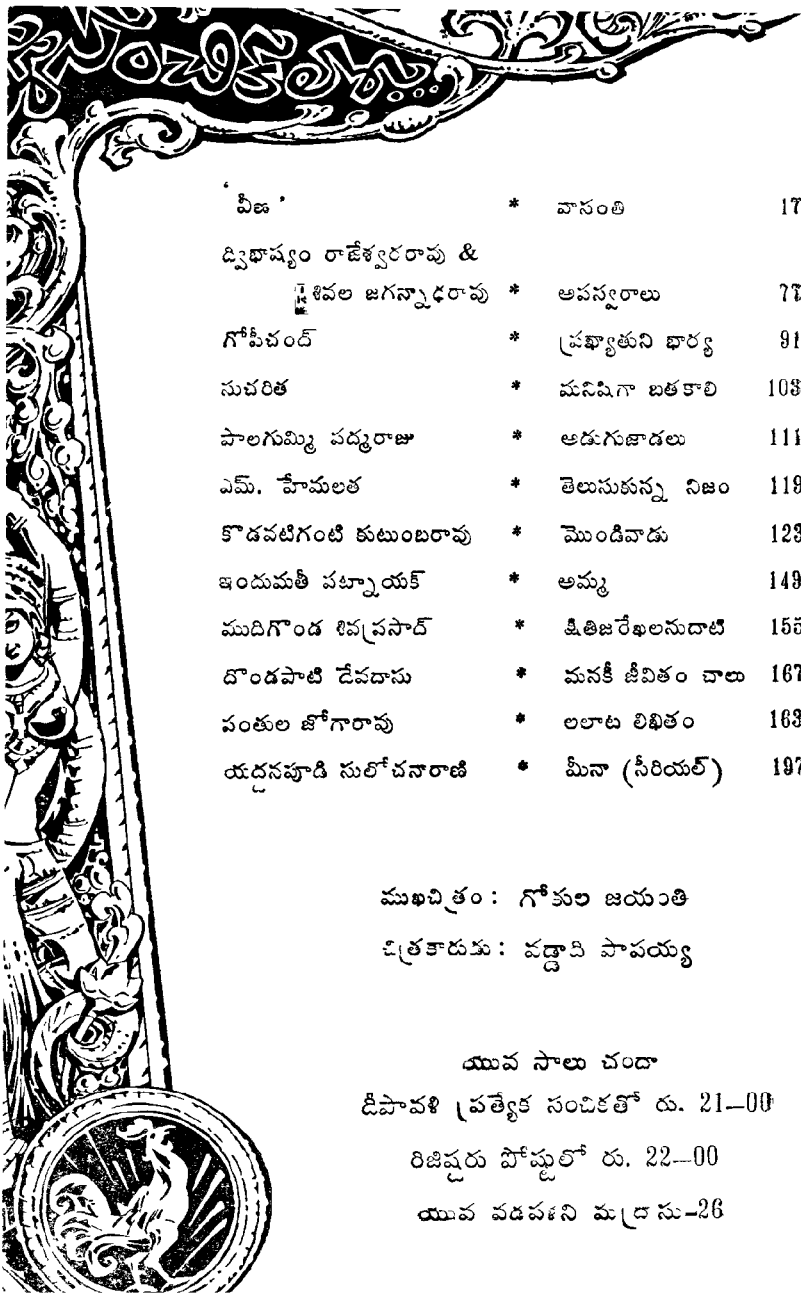 సంచికలో...
'వీణ' * వాసంతి 17
ద్విభాష్యం రాజేశ్వరరావు &
శివల జగన్నాధరావు * అపస్వరాలు 77
గోపీచంద్ * ప్రఖ్యాతుని భార్య 91
సుచరిత * మనిషిగా బతకాలి 103
పాలగుమ్మి పద్మరాజు * అడుగుజాడలు 111
ఎమ్. హేమలత * తెలుసుకున్న నిజం 119
కొడవటిగంటి కుటుంబరావు * మొండివాడు 123
ఇందుమతీ పట్నాయక్ * అమ్మ 149
ముదిగొండ శివప్రసాద్ * క్షితిజరేఖలనుదాటి 155
దొండపాటి దేవదాసు * మనకీ జీవితం చాలు 167
పంతుల జోగారావు * లలాట లిఖితం 163
యద్దనపూడి సులోచనారాణి * మీనా (సీరియల్) 197
ముఖచిత్రం: గోకుల జయంతి
చిత్రకారుడు: వడ్డాది పాపయ్య
యువ సాలు చందా
దీపావళి ప్రత్యేక సంచికతో రు. 21—00
రిజిష్టరు పోష్టులో రు. 22—00
యువ వడపళని మద్రాసు-26